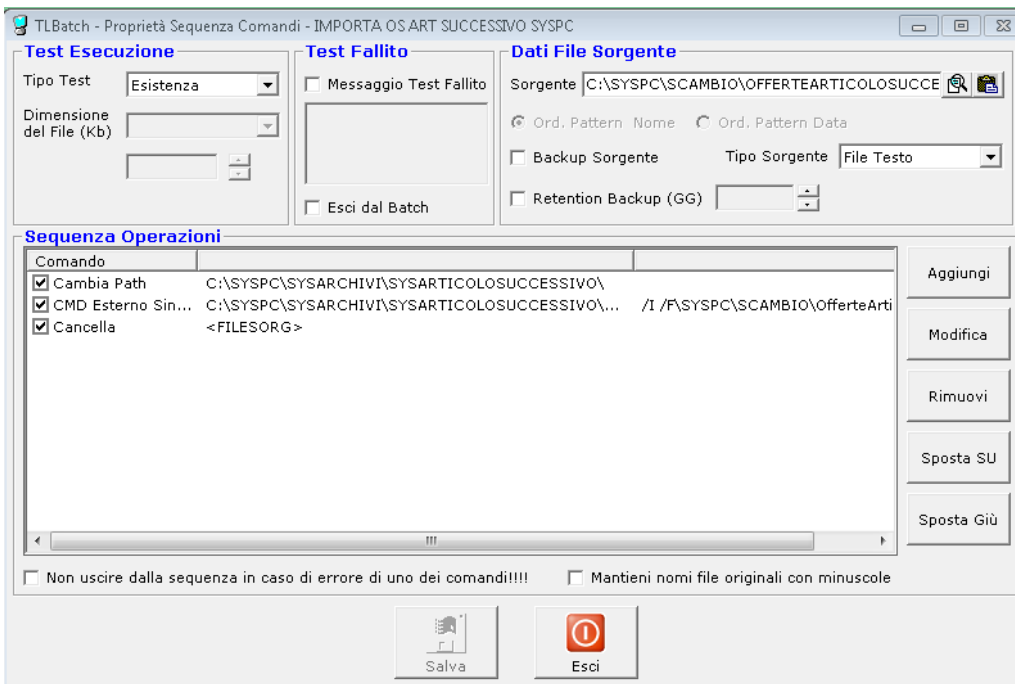 TLBatch - Proprietà Sequenza Comandi - IMPORTA OS ART SUCCESSIVO SYSPC
Test Esecuzione
Tipo Test Esistenza
Dimensione
del File (Kb)
Test Fallito
Messaggio Test Fallito
Esci dal Batch
Dati File Sorgente
Sorgente C:\SYSPC\SCAMBIO\OFFERTEARTICOLOSUCCE
Ord. Pattern Nome Ord. Pattern Data
Backup Sorgente Tipo Sorgente File Testo
Retention Backup (GG)
Sequenza Operazioni
Comando
Cambia Path C:\SYSPC\SYSARCHIVI\SYSARTICOLOSUCCESSIVO\
CMD Esterno Sin... C:\SYSPC\SYSARCHIVI\SYSARTICOLOSUCCESSIVO\... /I /F\SYSPC\SCAMBIO\OfferteArti
Cancella <FILESORG>
Aggiungi
Modifica
Rimuovi
Sposta SU
Sposta Giù
Non uscire dalla sequenza in caso di errore di uno dei comandi!!!! Mantieni nomi file originali con minuscole
Salva Esci